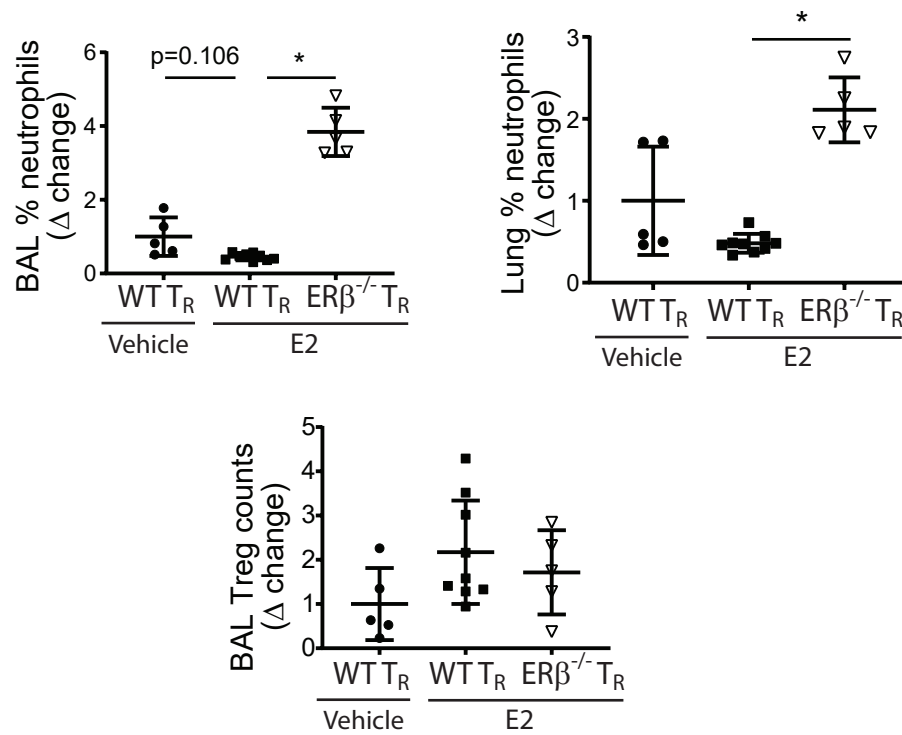 BAL % neutrophils
(Δ change)
6
4
2
0
p=0.106
*
WT T_R
WT T_R
ERβ^-/- T_R
Vehicle
E2
Lung % neutrophils
(Δ change)
3
2
1
0
*
WT T_R
WT T_R
ERβ^-/- T_R
Vehicle
E2
BAL Treg counts
(Δ change)
5
4
3
2
1
0
WT T_R
WT T_R
ERβ^-/- T_R
Vehicle
E2